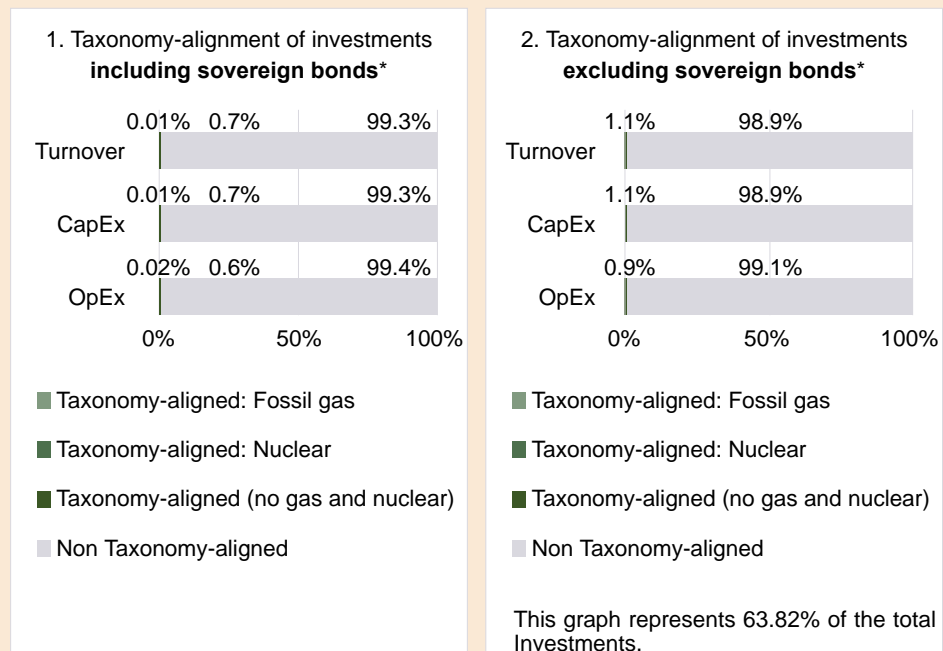 1. Taxonomy-alignment of investments
including sovereign bonds*
0.01% 0.7% 99.3%
Turnover
0.01% 0.7% 99.3%
CapEx
0.02% 0.6% 99.4%
OpEx
0% 50% 100%
Taxonomy-aligned: Fossil gas
Taxonomy-aligned: Nuclear
Taxonomy-aligned (no gas and nuclear)
Non Taxonomy-aligned
2. Taxonomy-alignment of investments
excluding sovereign bonds*
1.1% 98.9%
Turnover
1.1% 98.9%
CapEx
0.9% 99.1%
OpEx
0% 50% 100%
Taxonomy-aligned: Fossil gas
Taxonomy-aligned: Nuclear
Taxonomy-aligned (no gas and nuclear)
Non Taxonomy-aligned
This graph represents 63.82% of the total
Investments.